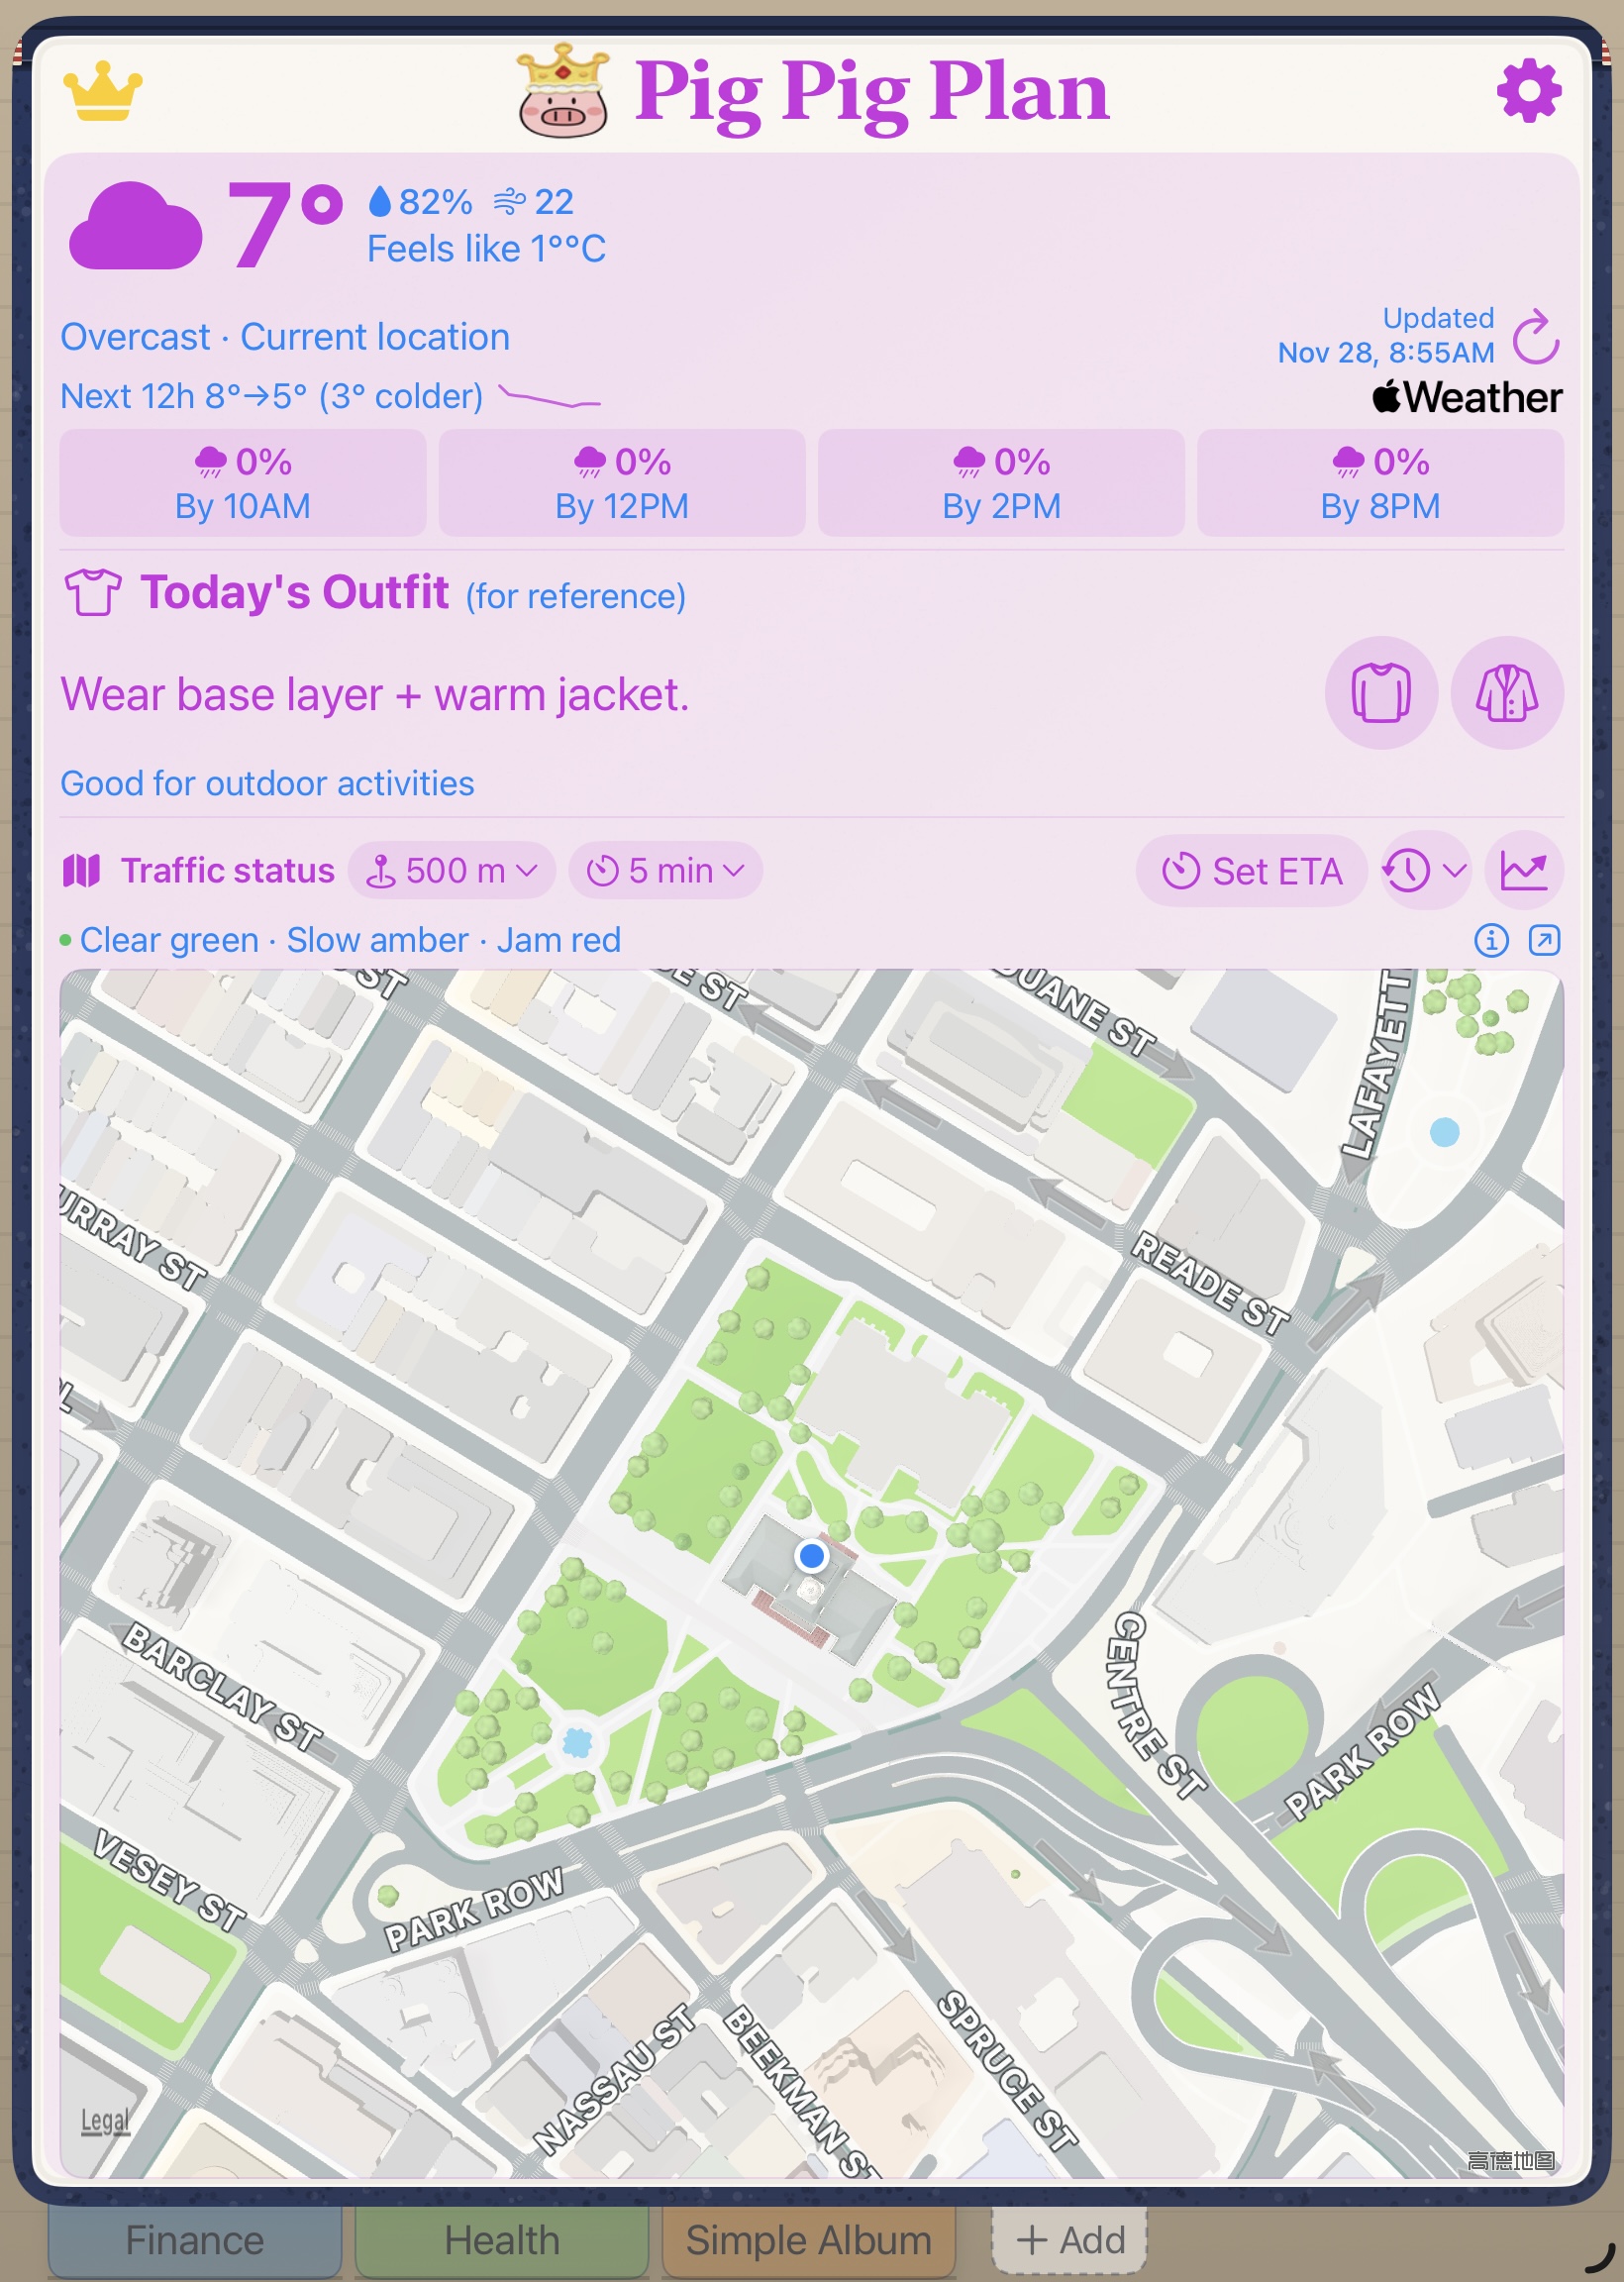 Pig Pig Plan
7° 82% 22
Feels like 1°°C
Overcast · Current location
Updated
Nov 28, 8:55AM
Next 12h 8°→5° (3° colder)
Weather
0% 0% 0% 0%
By 10AM By 12PM By 2PM By 8PM
Today's Outfit (for reference)
Wear base layer + warm jacket.
Good for outdoor activities
Traffic status 500 m 5 min Set ETA
Clear green · Slow amber · Jam red
ST
ST
DUANE ST
LAFAYETT
URRAY ST
READE ST
BARCLAY ST
CENTRE ST
PARK ROW
VESEY ST
PARK ROW
NASSAU ST
BEEKMAN ST
SPRUCE ST
Legal
高德地图
Finance Health Simple Album + Add